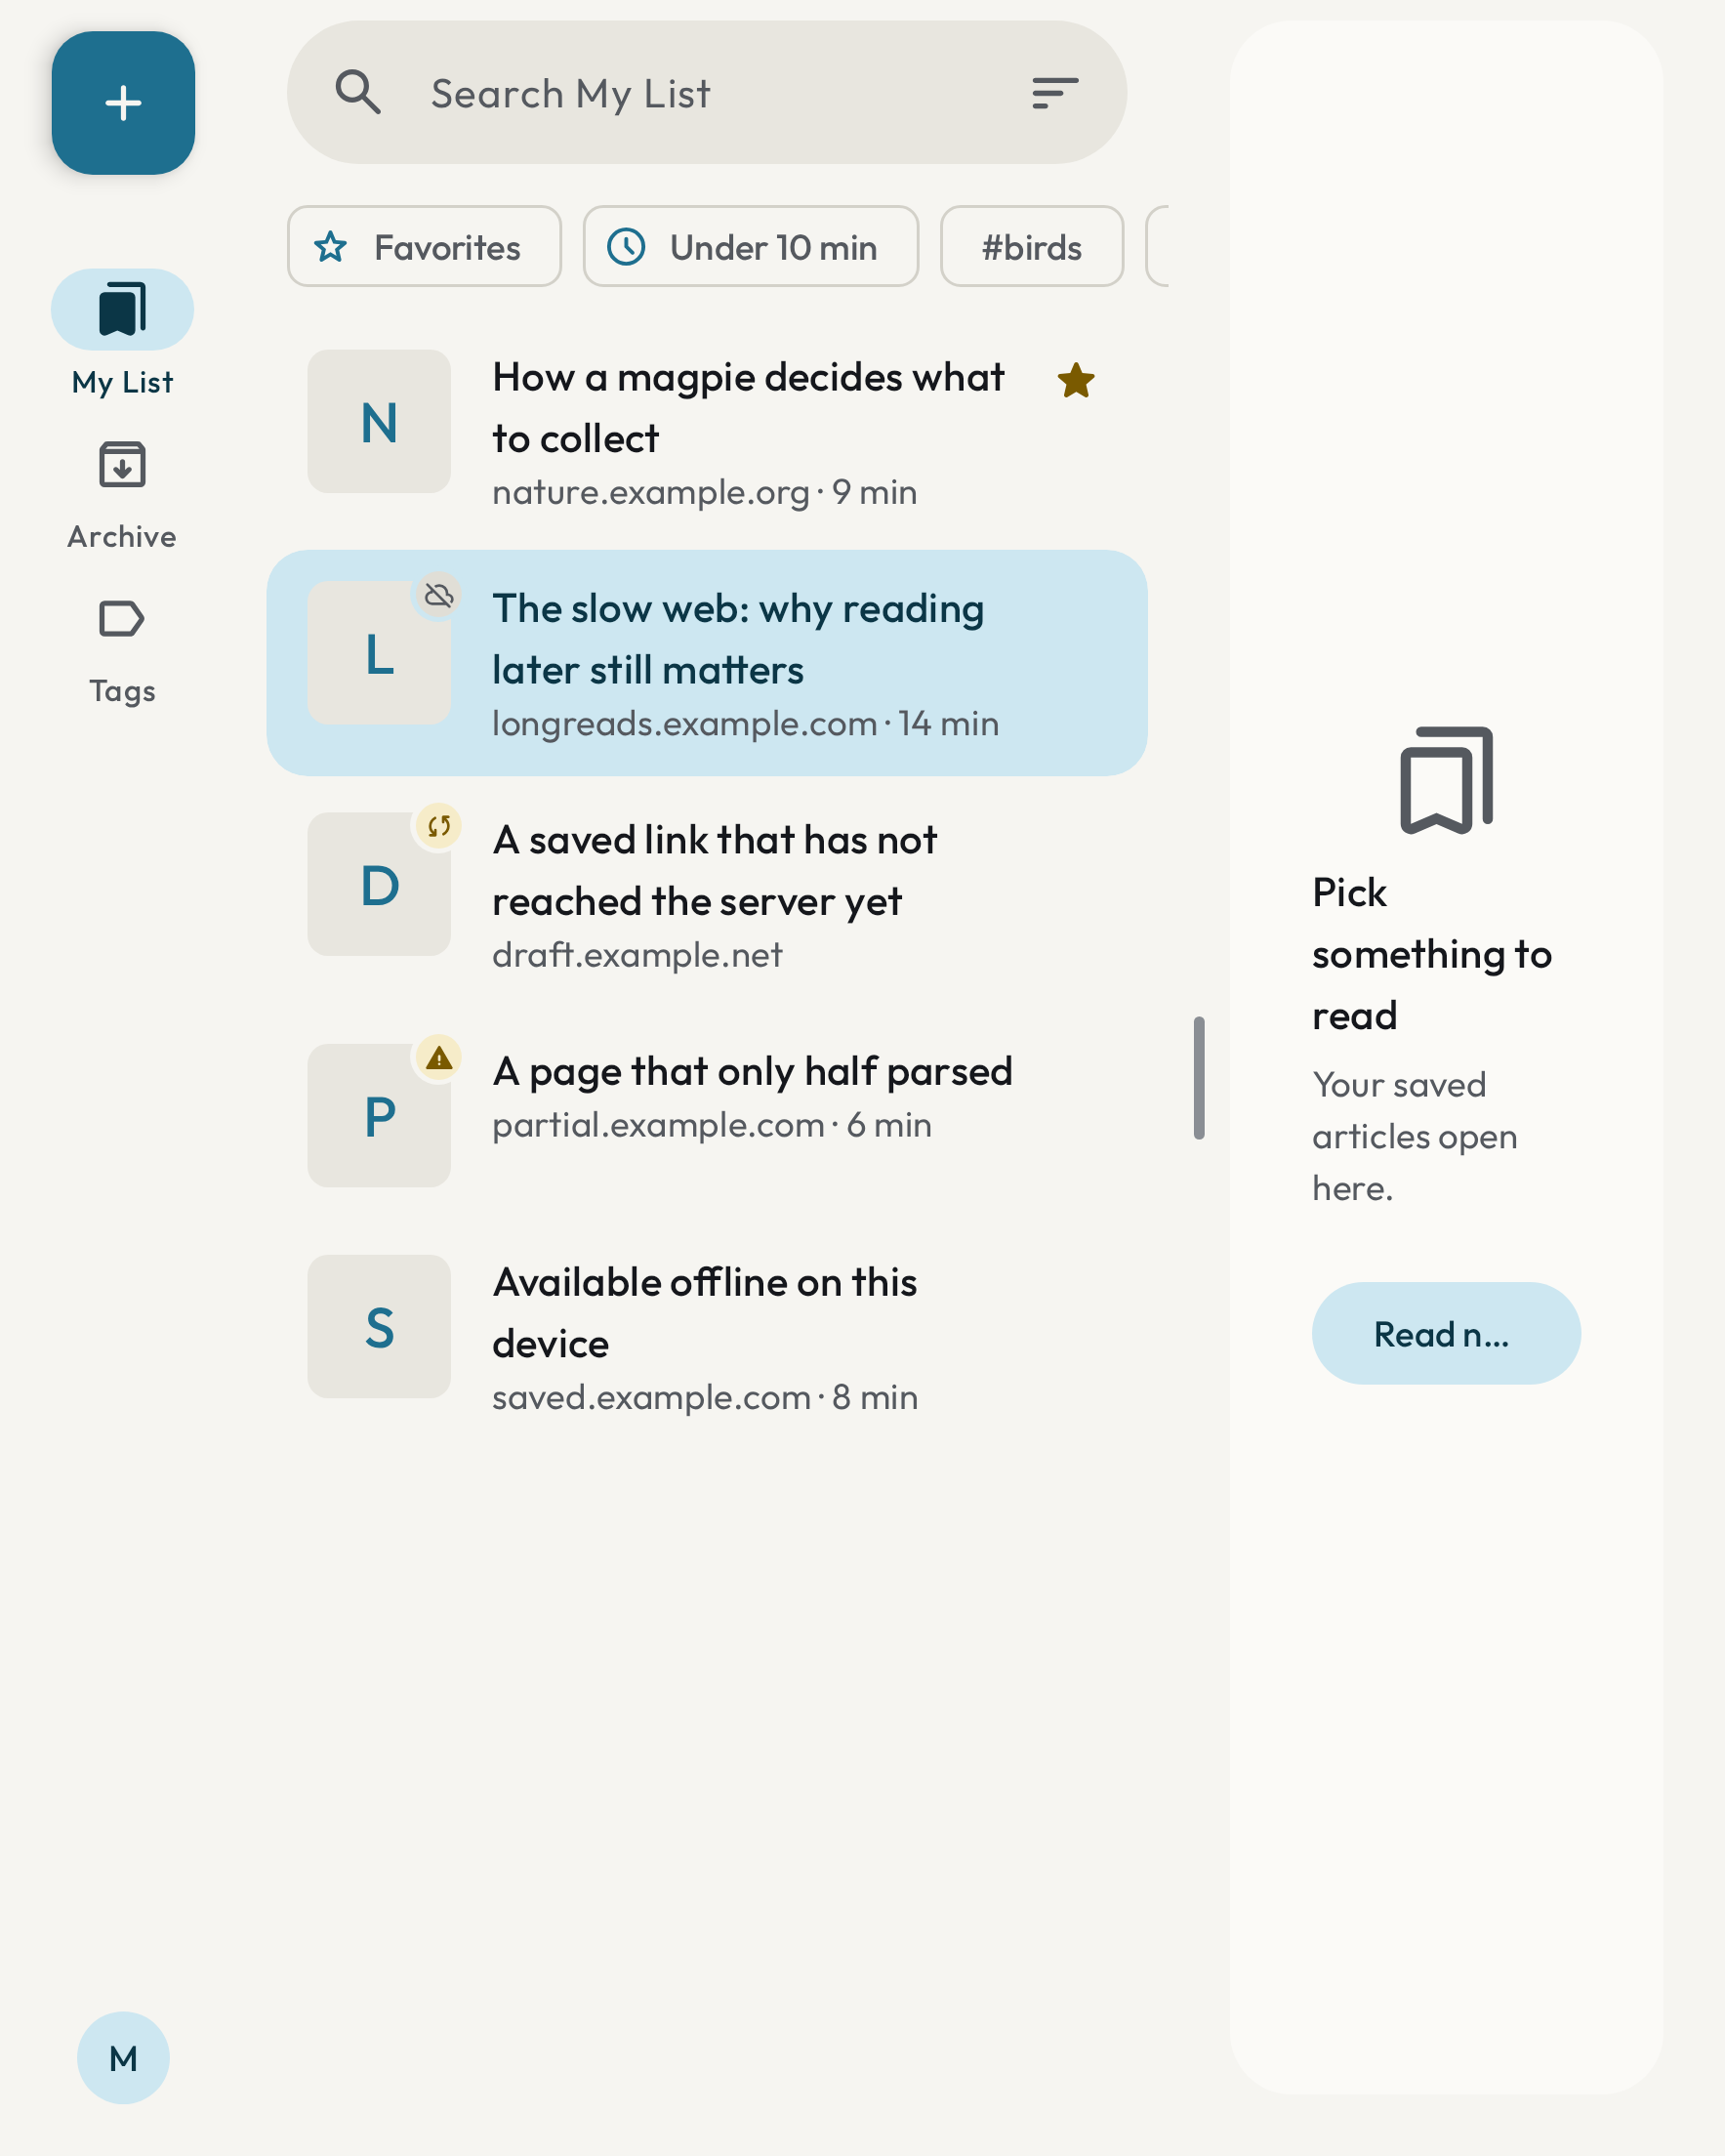 My List
Archive
Tags
M
Search My List
Favorites
Under 10 min
#birds
N
How a magpie decides what
to collect
nature.example.org · 9 min
L
The slow web: why reading
later still matters
longreads.example.com · 14 min
D
A saved link that has not
reached the server yet
draft.example.net
P
A page that only half parsed
partial.example.com · 6 min
S
Available offline on this
device
saved.example.com · 8 min
Pick
something to
read
Your saved
articles open
here.
Read n...